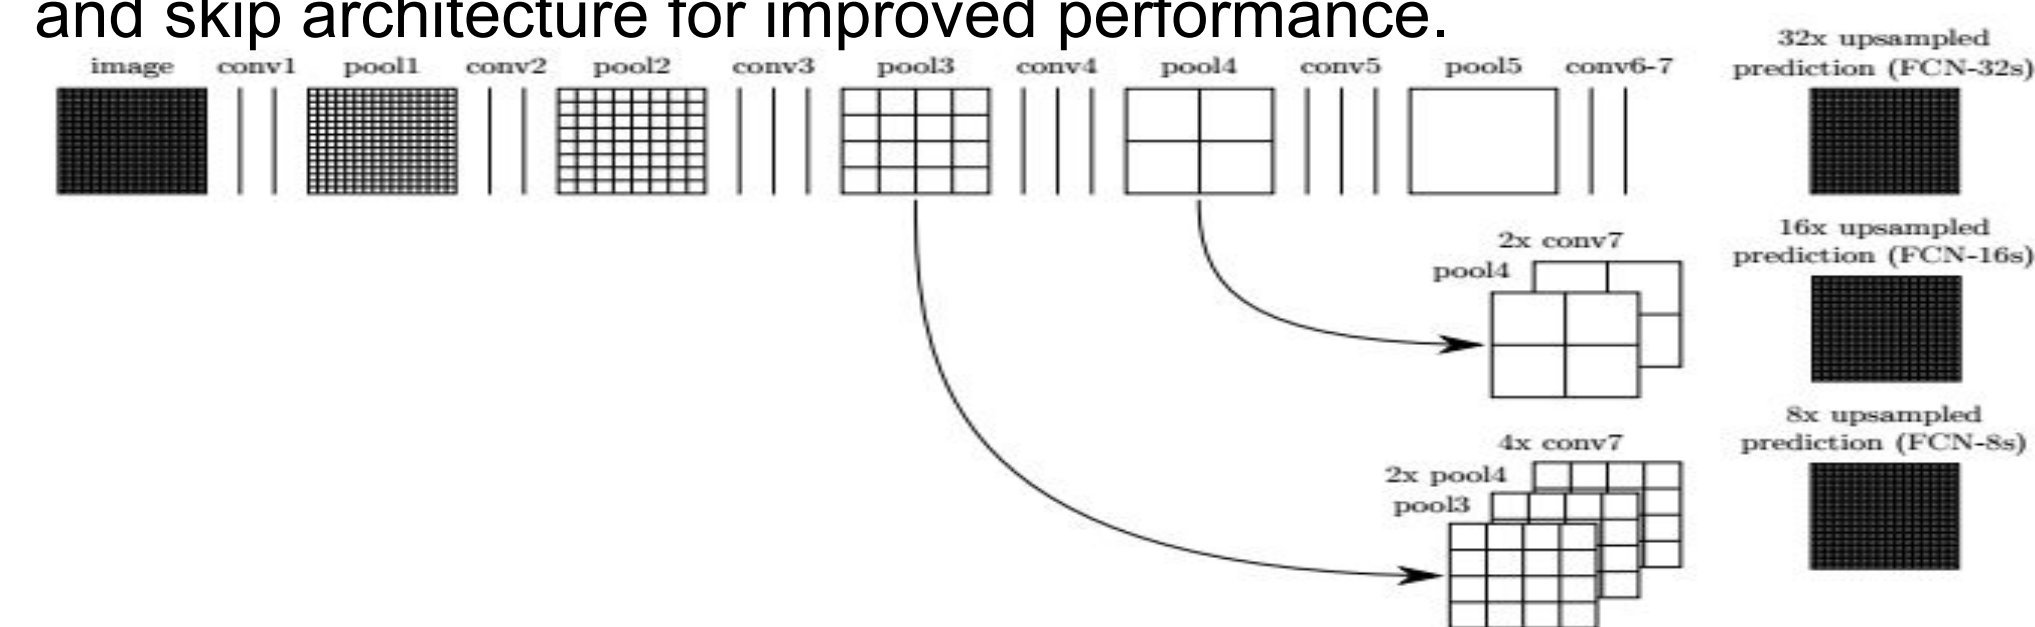 and skip architecture for improved performance.
image conv1 pool1 conv2 pool2 conv3 pool3 conv4 pool4 conv5 pool5 conv6-7
32x upsampled
prediction (FCN-32s)
16x upsampled
prediction (FCN-16s)
2x conv7
pool4
8x upsampled
prediction (FCN-8s)
4x conv7
2x pool4
pool3